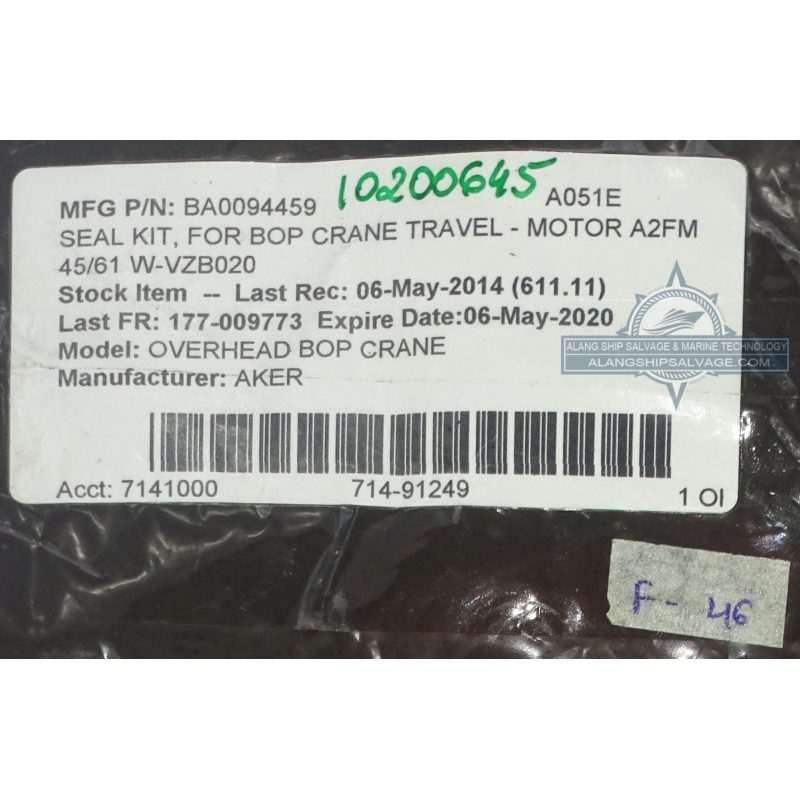 10200645
MFG P/N: BA0094459 A051E
SEAL KIT, FOR BOP CRANE TRAVEL - MOTOR A2FM
45/61 W-VZB020
Stock Item -- Last Rec: 06-May-2014 (611.11)
Last FR: 177-009773 Expire Date:06-May-2020
Model: OVERHEAD BOP CRANE
Manufacturer: AKER
ALANG SHIP SALVAGE & MARINE TECHNOLOGY
ALANGSHIPSALVAGE.COM
Acct: 7141000 714-91249 1 OI
F- 46